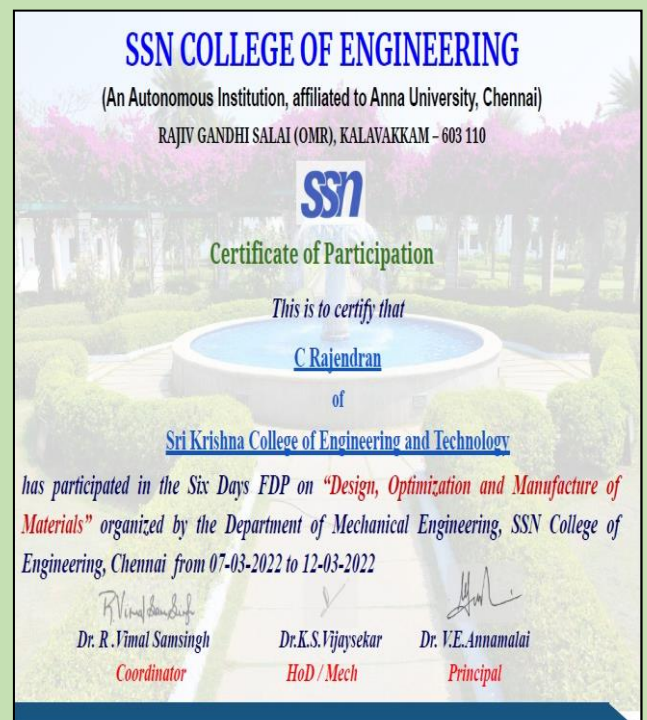 SSN COLLEGE OF ENGINEERING
(An Autonomous Institution, affiliated to Anna University, Chennai)
RAJIV GANDHI SALAI (OMR), KALAVAKKAM – 603 110
ssn
Certificate of Participation
This is to certify that
C Rajendran
of
Sri Krishna College of Engineering and Technology
has participated in the Six Days FDP on “Design, Optimization and Manufacture of
Materials” organized by the Department of Mechanical Engineering, SSN College of
Engineering, Chennai from 07-03-2022 to 12-03-2022
Dr. R .Vimal Samsingh Dr.K.S.Vijaysekar Dr. V.E.Annamalai
Coordinator HoD / Mech Principal